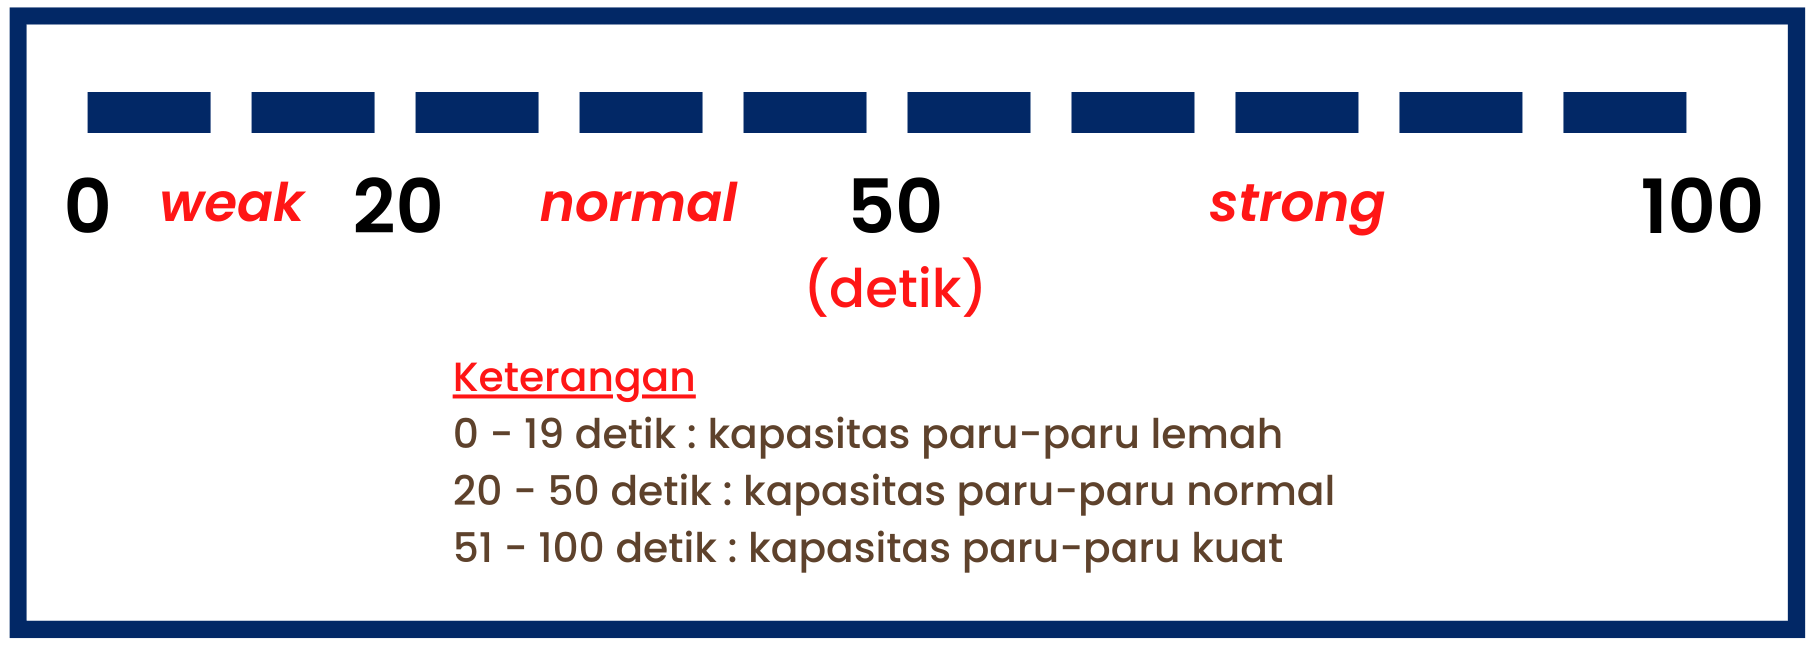 0 weak 20 normal 50 strong 100
(detik)
Keterangan
0 - 19 detik : kapasitas paru-paru lemah
20 - 50 detik : kapasitas paru-paru normal
51 - 100 detik : kapasitas paru-paru kuat